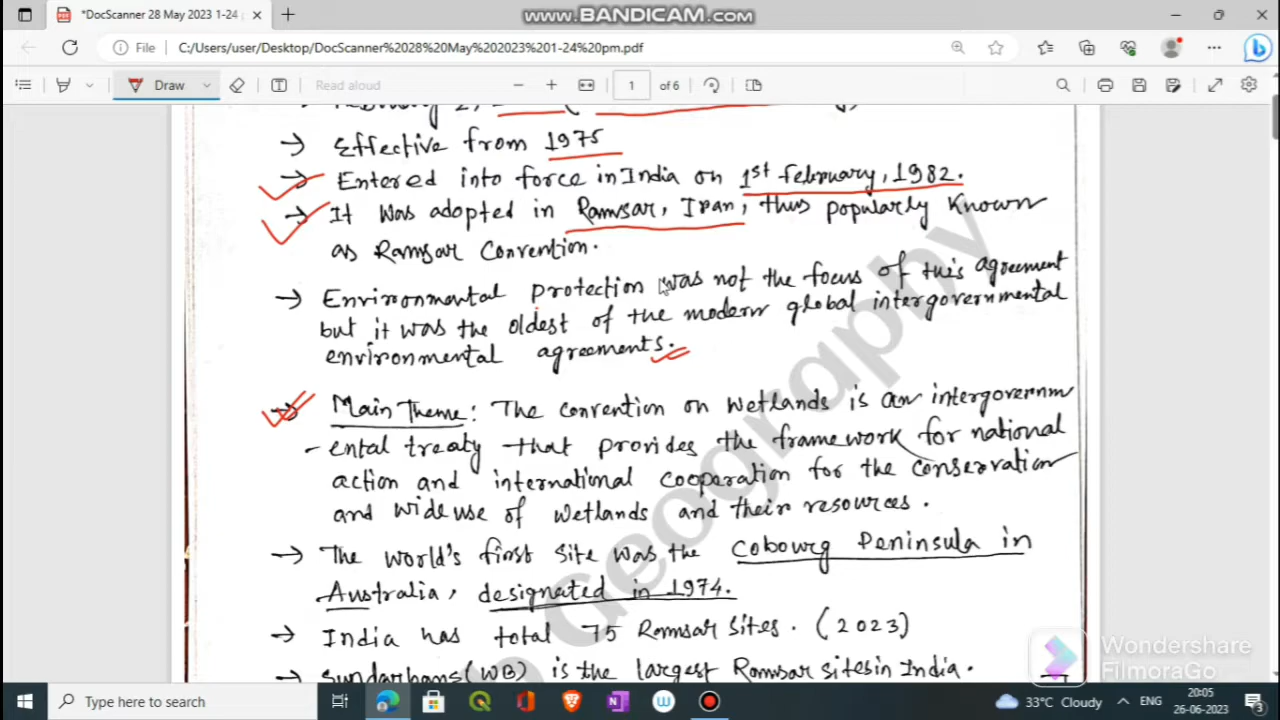 www.BANDICAM.com
*DocScanner 28 May 2023 1-24
File
C:/Users/user/Desktop/DocScanner%2028%20May%202023%201-24%20pm.pdf
Draw
Read aloud
1 of 6
→ Effective from 1975
→ Entered into force in India on 1st february, 1982.
→ It was adopted in Ramsar, Iran, thus popularly known
as Ramsar Convention.
→ Environmental protection was not the focus of this agreement
but it was the oldest of the modern global intergovernmental
environmental agreements.
→ Main Theme: The convention on wetlands is an intergovernm
- ental treaty that provides the framework for national
action and international cooperation for the conservation
and wide use of wetlands and their resources.
→ The world's first site was the cobourg Peninsula in
Australia, designated in 1974.
→ India has total 75 Ramsar sites. (2023)
→ sundarbans (WB) is the largest Ramsar sites in India.
Geography
Wondershare
FilmoraGo
Type here to search
33°C Cloudy
ENG
20:05
26-06-2023
3